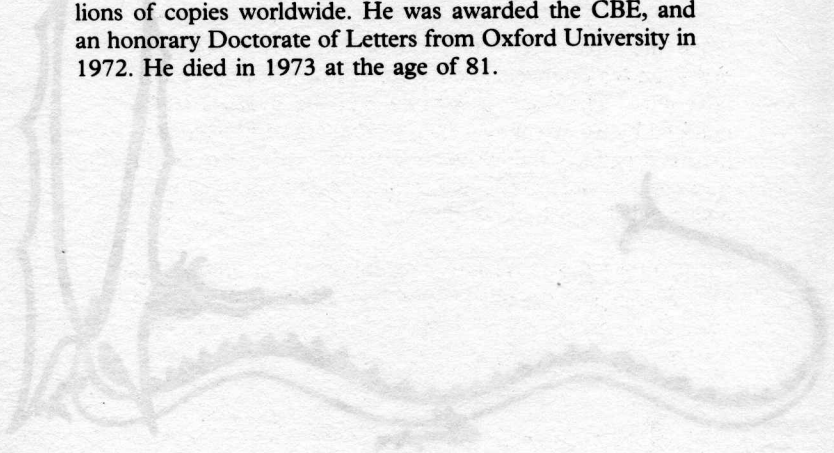 lions of copies worldwide. He was awarded the CBE, and
an honorary Doctorate of Letters from Oxford University in
1972. He died in 1973 at the age of 81.